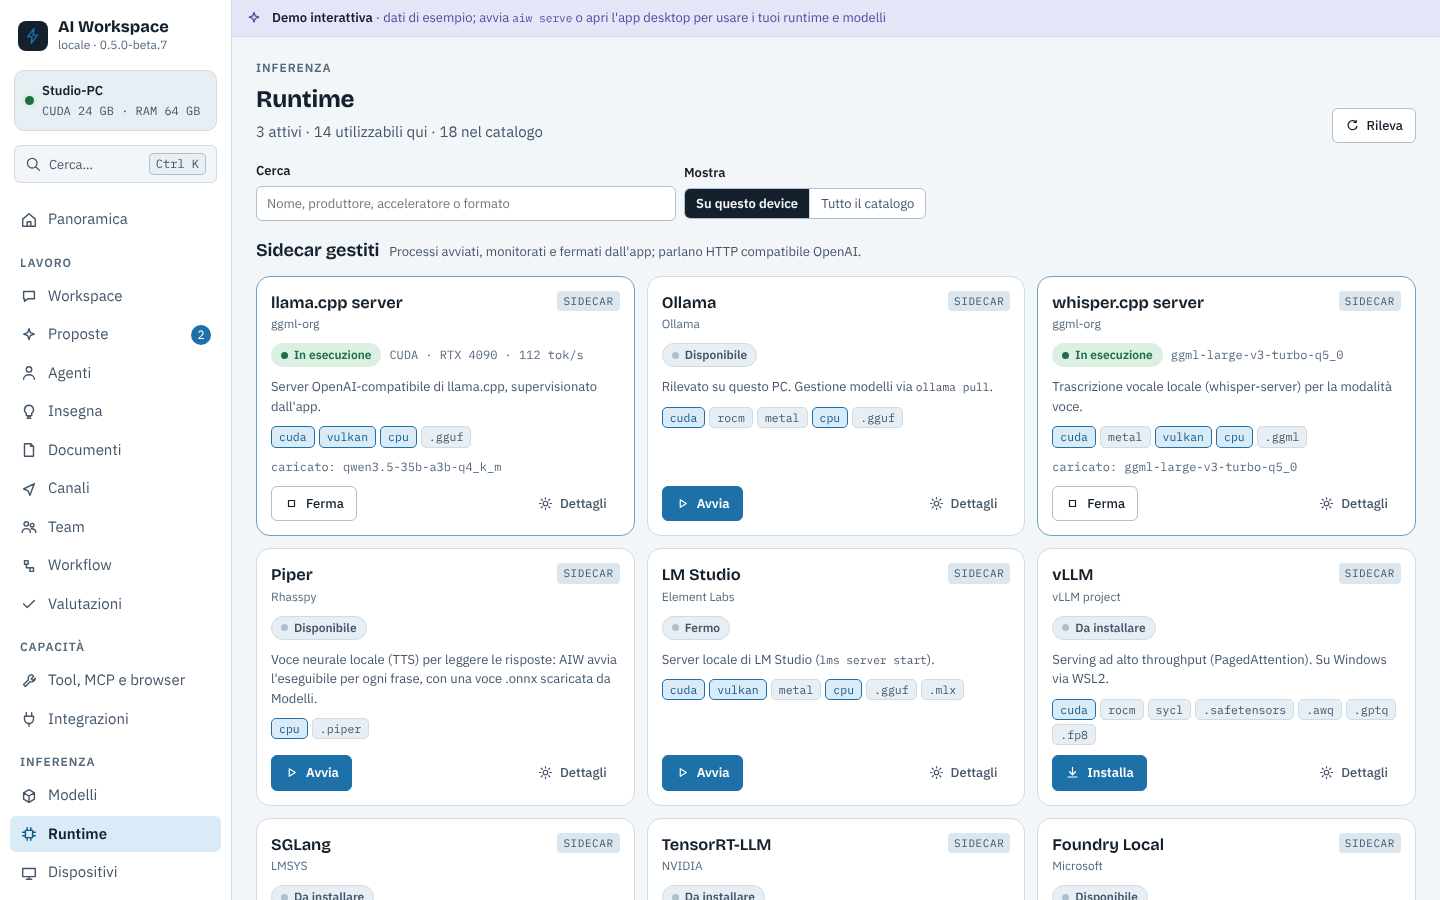 AI Workspace
locale · 0.5.0-beta.7
Studio-PC
CUDA 24 GB · RAM 64 GB
Cerca...
Ctrl K
Panoramica
LAVORO
Workspace
Proposte
2
Agenti
Insegna
Documenti
Canali
Team
Workflow
Valutazioni
CAPACITÀ
Tool, MCP e browser
Integrazioni
INFERENZA
Modelli
Runtime
Dispositivi
Demo interattiva · dati di esempio; avvia aiw serve o apri l'app desktop per usare i tuoi runtime e modelli
INFERENZA
Runtime
3 attivi · 14 utilizzabili qui · 18 nel catalogo
Rileva
Cerca
Nome, produttore, acceleratore o formato
Mostra
Su questo device
Tutto il catalogo
Sidecar gestiti
Processi avviati, monitorati e fermati dall'app; parlano HTTP compatibile OpenAI.
llama.cpp server
SIDECAR
ggml-org
In esecuzione
CUDA · RTX 4090 · 112 tok/s
Server OpenAI-compatibile di llama.cpp, supervisionato
dall'app.
cuda
vulkan
cpu
.gguf
caricato: qwen3.5-35b-a3b-q4_k_m
Ferma
Dettagli
Ollama
SIDECAR
Ollama
Disponibile
Rilevato su questo PC. Gestione modelli via ollama pull.
cuda
rocm
metal
cpu
.gguf
Avvia
Dettagli
whisper.cpp server
SIDECAR
ggml-org
In esecuzione
ggml-large-v3-turbo-q5_0
Trascrizione vocale locale (whisper-server) per la modalità
voce.
cuda
metal
vulkan
cpu
.ggml
caricato: ggml-large-v3-turbo-q5_0
Ferma
Dettagli
Piper
SIDECAR
Rhasspy
Disponibile
Voce neurale locale (TTS) per leggere le risposte: AIW avvia
l'eseguibile per ogni frase, con una voce .onnx scaricata da
Modelli.
cpu
.piper
Avvia
Dettagli
LM Studio
SIDECAR
Element Labs
Fermo
Server locale di LM Studio (lms server start).
cuda
vulkan
metal
cpu
.gguf
.mlx
Avvia
Dettagli
vLLM
SIDECAR
vLLM project
Da installare
Serving ad alto throughput (PagedAttention). Su Windows
via WSL2.
cuda
rocm
sycl
.safetensors
.awq
.gptq
.fp8
Installa
Dettagli
SGLang
SIDECAR
LMSYS
Da installare
TensorRT-LLM
SIDECAR
NVIDIA
Da installare
Foundry Local
SIDECAR
Microsoft
Disponibile